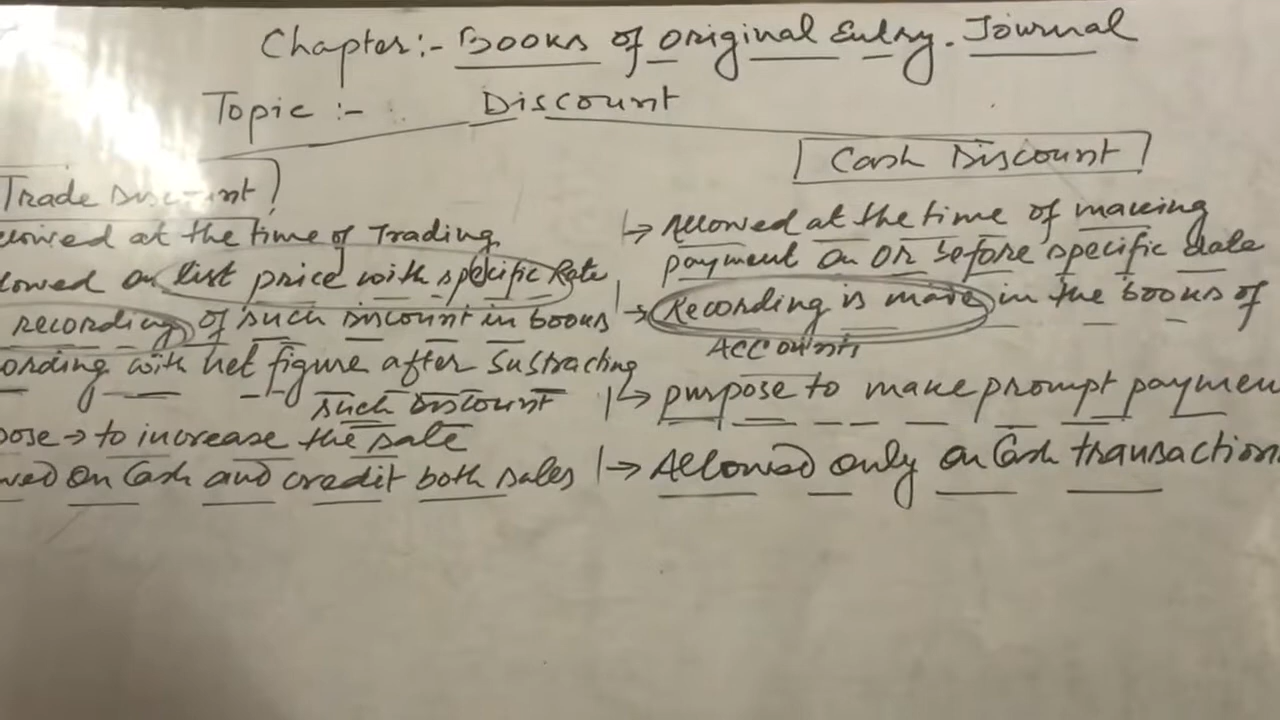 Chapter:- Books of original Entry. Journal
Topic :- Discount
Trade Discount
lowed at the time of Trading
lowed on list price with specific Rate
recording of such Discount in books
ording with net figure after Substracting
such Discount
pose → to increase the sale
wed on Cash and credit both sales
Cash Discount
→ Allowed at the time of making
payment on or before specific date
→ Recording is made in the books of
Accounts
→ purpose to make prompt paymen
→ Allowed only on Cash transaction